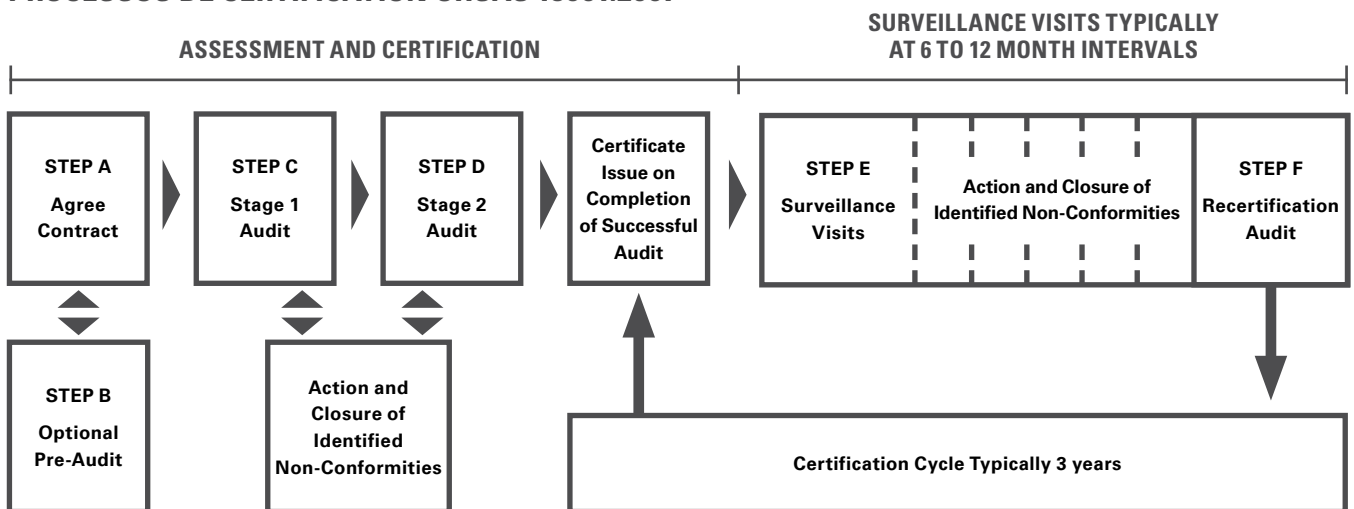 SURVEILLANCE VISITS TYPICALLY
AT 6 TO 12 MONTH INTERVALS
ASSESSMENT AND CERTIFICATION
STEP A
Agree
Contract
STEP C
Stage 1
Audit
STEP D
Stage 2
Audit
Certificate
Issue on
Completion
of Successful
Audit
STEP E
Surveillance
Visits
Action and Closure of
Identified Non-Conformities
STEP F
Recertification
Audit
STEP B
Optional
Pre-Audit
Action and
Closure of
Identified
Non-Conformities
Certification Cycle Typically 3 years